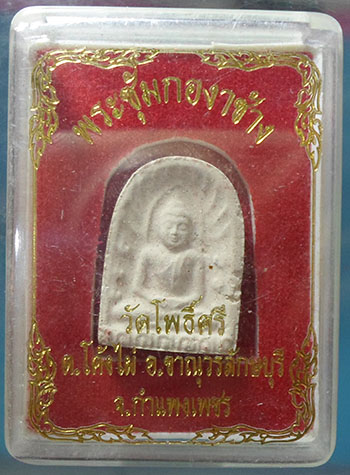 พระซุ้มกองาช้าง
วัดโพธิ์ศรี
ต.โค้งไผ่ อ.ขาณุวรลักษบุรี
จ.กำแพงเพชร